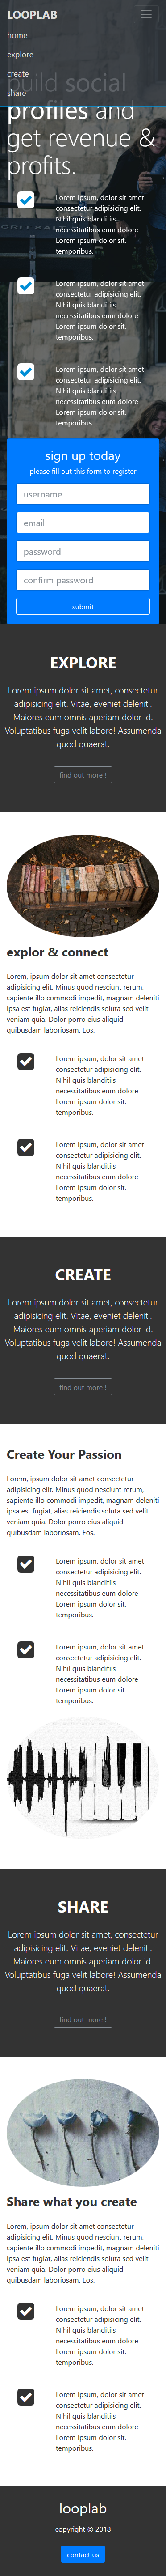 LOOPLAB
home
explore
create
share
build social
profiles and
get revenue &
profits.
Lorem ipsum, dolor sit amet
consectetur adipisicing elit.
Nihil quis blanditiis
necessitatibus eum dolore
Lorem ipsum dolor sit.
temporibus.
Lorem ipsum, dolor sit amet
consectetur adipisicing elit.
Nihil quis blanditiis
necessitatibus eum dolore
Lorem ipsum dolor sit.
temporibus.
Lorem ipsum, dolor sit amet
consectetur adipisicing elit.
Nihil quis blanditiis
necessitatibus eum dolore
Lorem ipsum dolor sit.
temporibus.
sign up today
please fill out this form to register
username
email
password
confirm password
submit
EXPLORE
Lorem ipsum dolor sit amet, consectetur
adipisicing elit. Vitae, eveniet deleniti.
Maiores eum omnis aperiam dolor id.
Voluptatibus fuga velit labore! Assumenda
quod quaerat.
find out more !
explor & connect
Lorem, ipsum dolor sit amet consectetur
adipisicing elit. Minus quod nesciunt rerum,
sapiente illo commodi impedit, magnam deleniti
ipsa est fugiat, alias reiciendis soluta sed velit
veniam quia. Dolor porro eius aliquid
quibusdam laboriosam. Eos.
Lorem ipsum, dolor sit amet
consectetur adipisicing elit.
Nihil quis blanditiis
necessitatibus eum dolore
Lorem ipsum dolor sit.
temporibus.
Lorem ipsum, dolor sit amet
consectetur adipisicing elit.
Nihil quis blanditiis
necessitatibus eum dolore
Lorem ipsum dolor sit.
temporibus.
CREATE
Lorem ipsum dolor sit amet, consectetur
adipisicing elit. Vitae, eveniet deleniti.
Maiores eum omnis aperiam dolor id.
Voluptatibus fuga velit labore! Assumenda
quod quaerat.
find out more !
Create Your Passion
Lorem, ipsum dolor sit amet consectetur
adipisicing elit. Minus quod nesciunt rerum,
sapiente illo commodi impedit, magnam deleniti
ipsa est fugiat, alias reiciendis soluta sed velit
veniam quia. Dolor porro eius aliquid
quibusdam laboriosam. Eos.
Lorem ipsum, dolor sit amet
consectetur adipisicing elit.
Nihil quis blanditiis
necessitatibus eum dolore
Lorem ipsum dolor sit.
temporibus.
Lorem ipsum, dolor sit amet
consectetur adipisicing elit.
Nihil quis blanditiis
necessitatibus eum dolore
Lorem ipsum dolor sit.
temporibus.
SHARE
Lorem ipsum dolor sit amet, consectetur
adipisicing elit. Vitae, eveniet deleniti.
Maiores eum omnis aperiam dolor id.
Voluptatibus fuga velit labore! Assumenda
quod quaerat.
find out more !
Share what you create
Lorem, ipsum dolor sit amet consectetur
adipisicing elit. Minus quod nesciunt rerum,
sapiente illo commodi impedit, magnam deleniti
ipsa est fugiat, alias reiciendis soluta sed velit
veniam quia. Dolor porro eius aliquid
quibusdam laboriosam. Eos.
Lorem ipsum, dolor sit amet
consectetur adipisicing elit.
Nihil quis blanditiis
necessitatibus eum dolore
Lorem ipsum dolor sit.
temporibus.
Lorem ipsum, dolor sit amet
consectetur adipisicing elit.
Nihil quis blanditiis
necessitatibus eum dolore
Lorem ipsum dolor sit.
temporibus.
looplab
copyright © 2018
contact us